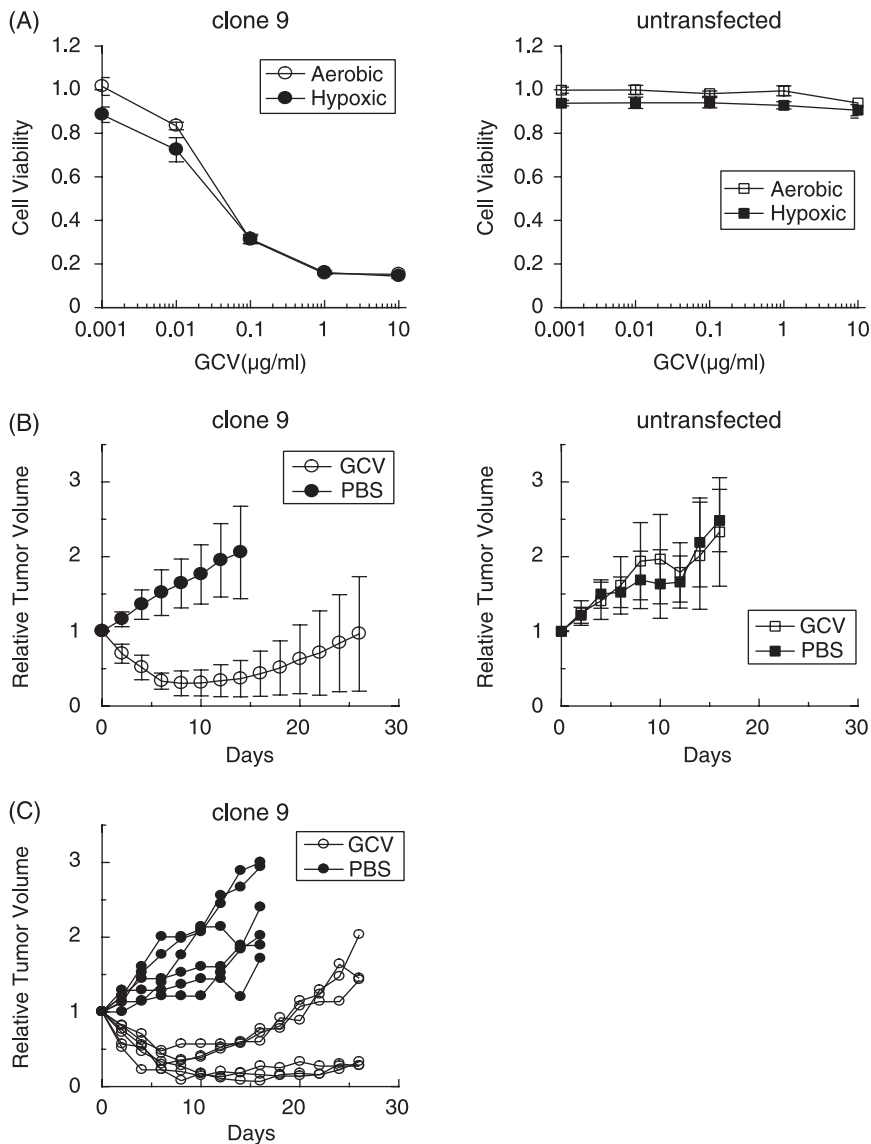 (A)
clone 9
1.2
1.0
0.8
0.6
0.4
0.2
0
Cell Viability
Aerobic
Hypoxic
0.001 0.01 0.1 1 10
GCV(µg/ml)
untransfected
1.2
1.0
0.8
0.6
0.4
0.2
0
Cell Viability
Aerobic
Hypoxic
0.001 0.01 0.1 1 10
GCV(µg/ml)
(B)
clone 9
3
2
1
0
Relative Tumor Volume
GCV
PBS
0 10 20 30
Days
untransfected
3
2
1
0
Relative Tumor Volume
GCV
PBS
0 10 20 30
Days
(C)
clone 9
3
2
1
0
Relative Tumor Volume
GCV
PBS
0 10 20 30
Days